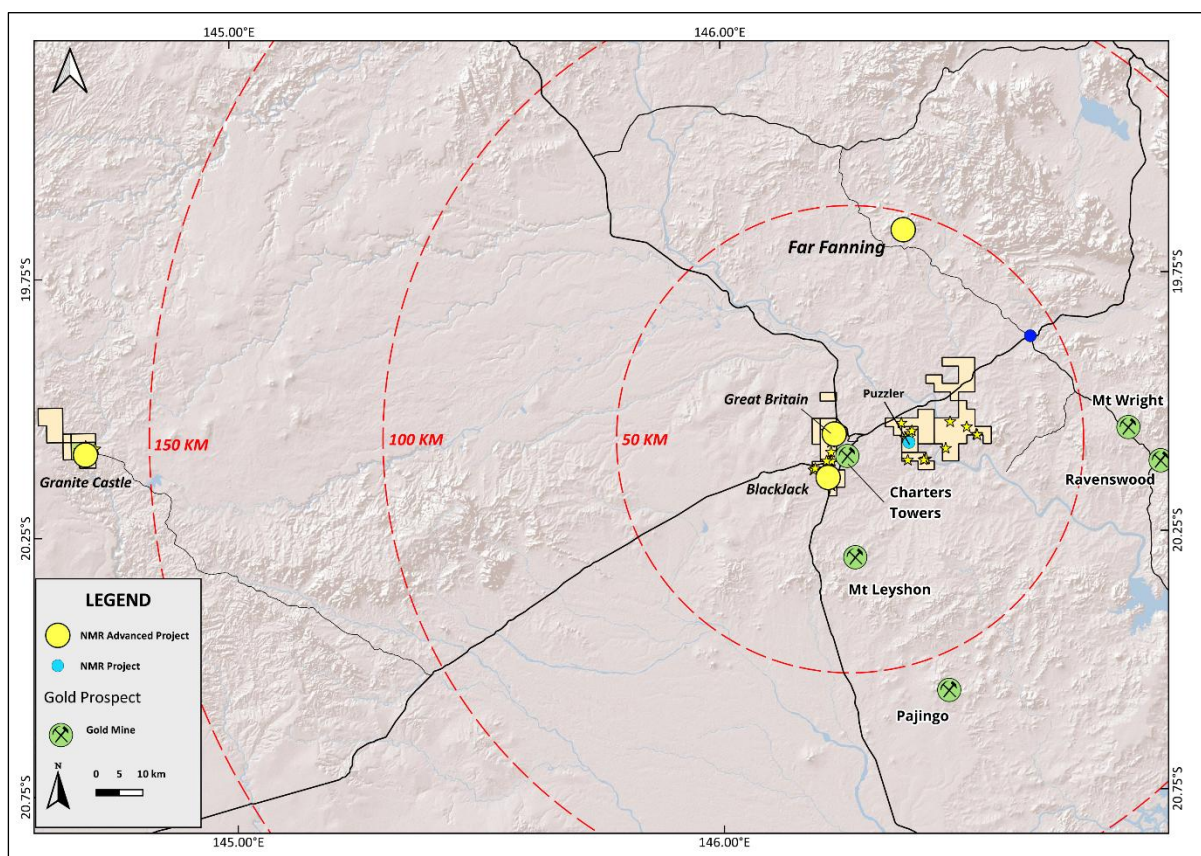 145.00°E
146.00°E
19.75°S
19.75°S
Far Fanning
Great Britain
Puzzler
Mt Wright
150 KM
100 KM
50 KM
Granite Castle
BlackJack
Charters
Towers
Ravenswood
20.25°S
20.25°S
Mt Leyshon
LEGEND
NMR Advanced Project
NMR Project
Gold Prospect
Gold Mine
Pajingo
N
0 5 10 km
20.75°S
20.75°S
145.00°E
146.00°E